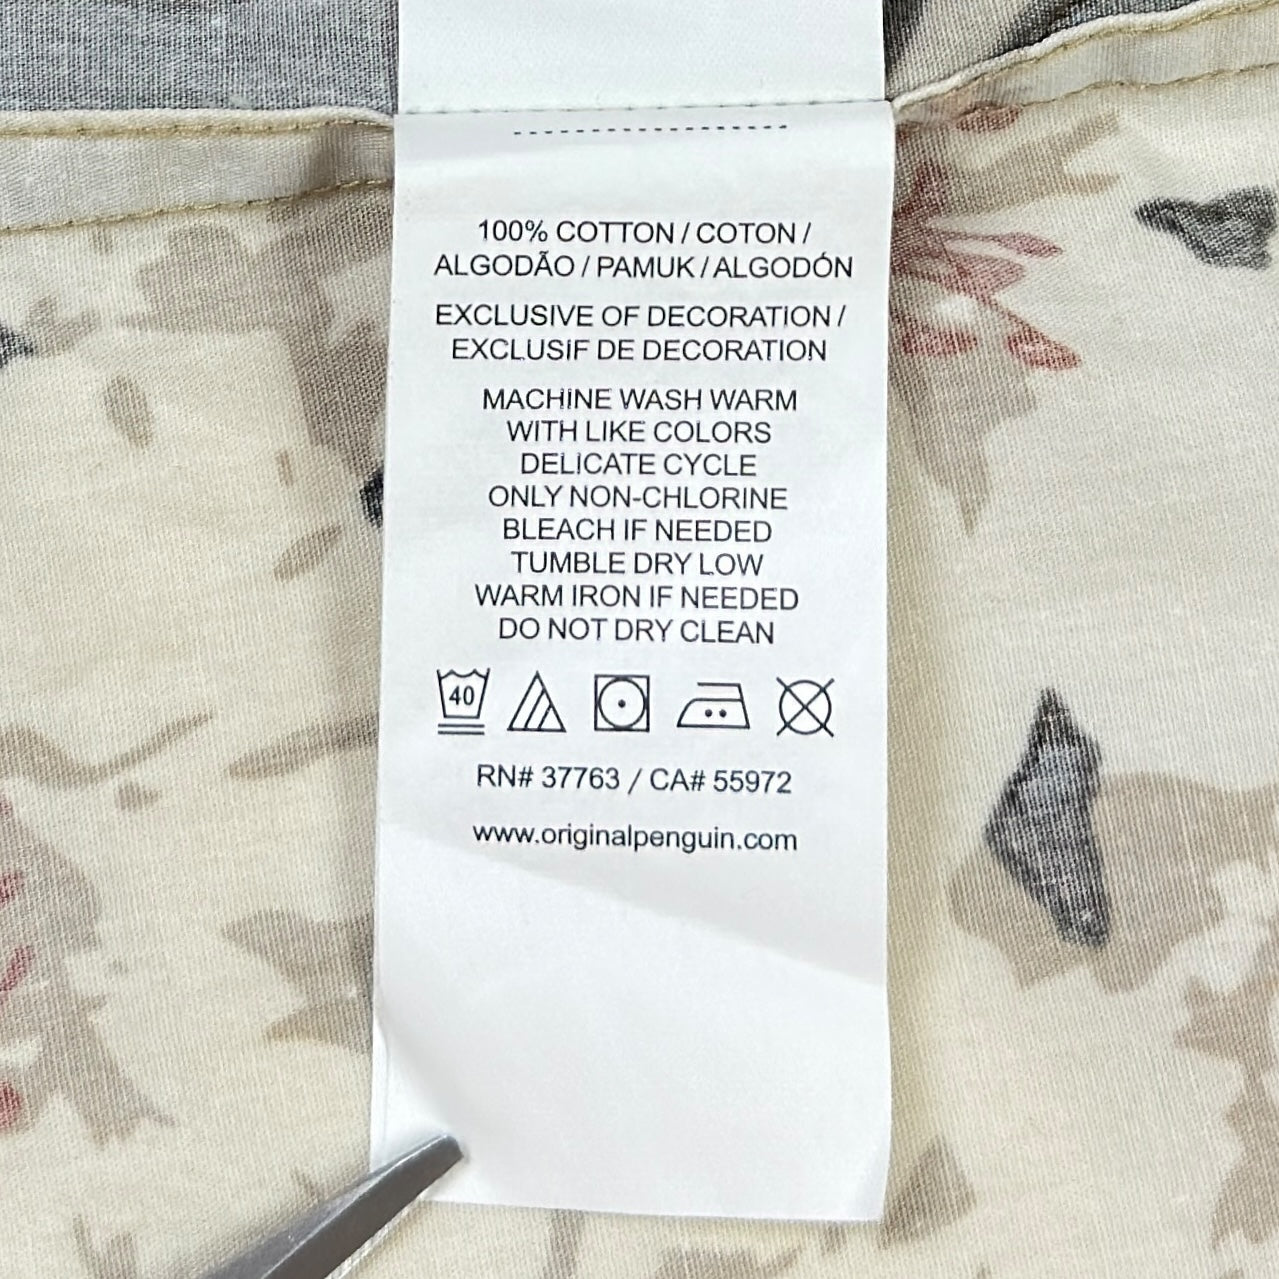 100% COTTON / COTON /
ALGODÃO / PAMUK / ALGODÓN
EXCLUSIVE OF DECORATION /
EXCLUSIF DE DECORATION
MACHINE WASH WARM
WITH LIKE COLORS
DELICATE CYCLE
ONLY NON-CHLORINE
BLEACH IF NEEDED
TUMBLE DRY LOW
WARM IRON IF NEEDED
DO NOT DRY CLEAN
40
RN# 37763 / CA# 55972
www.originalpenguin.com